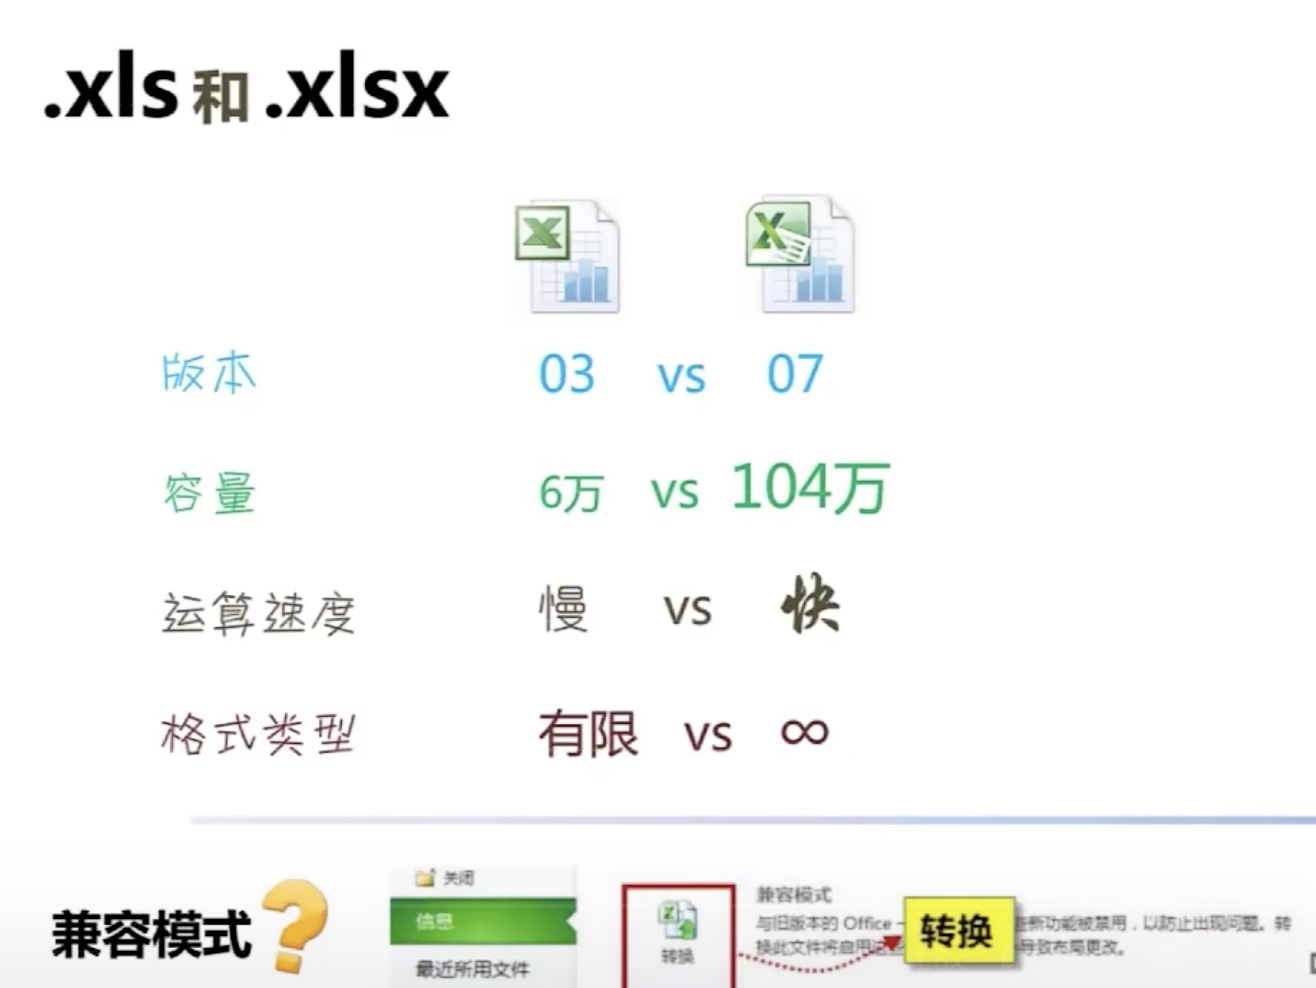 .xls 和 .xlsx
版本 03 vs 07
容量 6万 vs 104万
运算速度 慢 vs 快
格式类型 有限 vs ∞
兼容模式?
关闭
信息
最近所用文件
转换
兼容模式
与旧版本的 Office 一 些新功能被禁用，以防止出现问题。转
换此文件将启用这些 导致布局更改。
转换